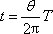 t = θ/2π T